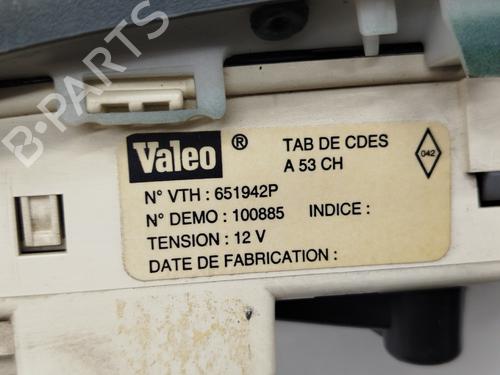 Valeo ® TAB DE CDES
A 53 CH
042
N° VTH : 651942P
N° DEMO : 100885 INDICE :
TENSION : 12 V
DATE DE FABRICATION :
B-PARTS